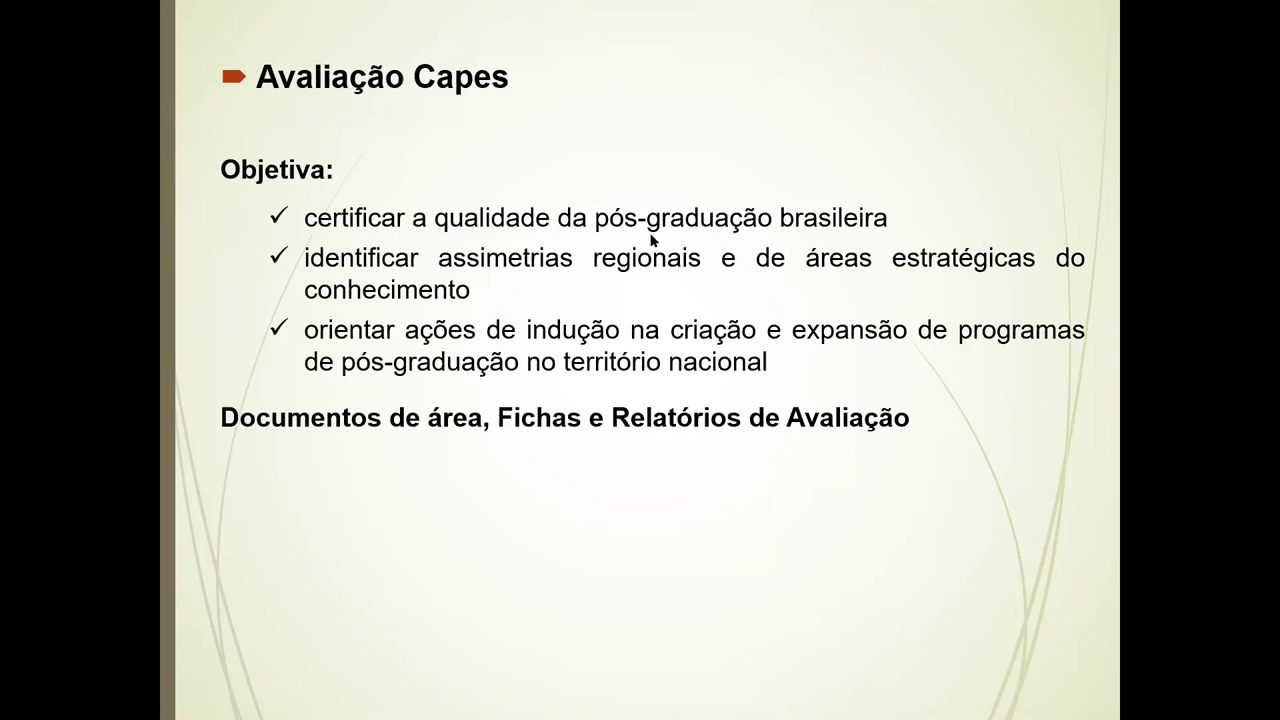 Avaliação Capes
Objetiva:
✓ certificar a qualidade da pós-graduação brasileira
✓ identificar assimetrias regionais e de áreas estratégicas do
conhecimento
✓ orientar ações de indução na criação e expansão de programas
de pós-graduação no território nacional
Documentos de área, Fichas e Relatórios de Avaliação